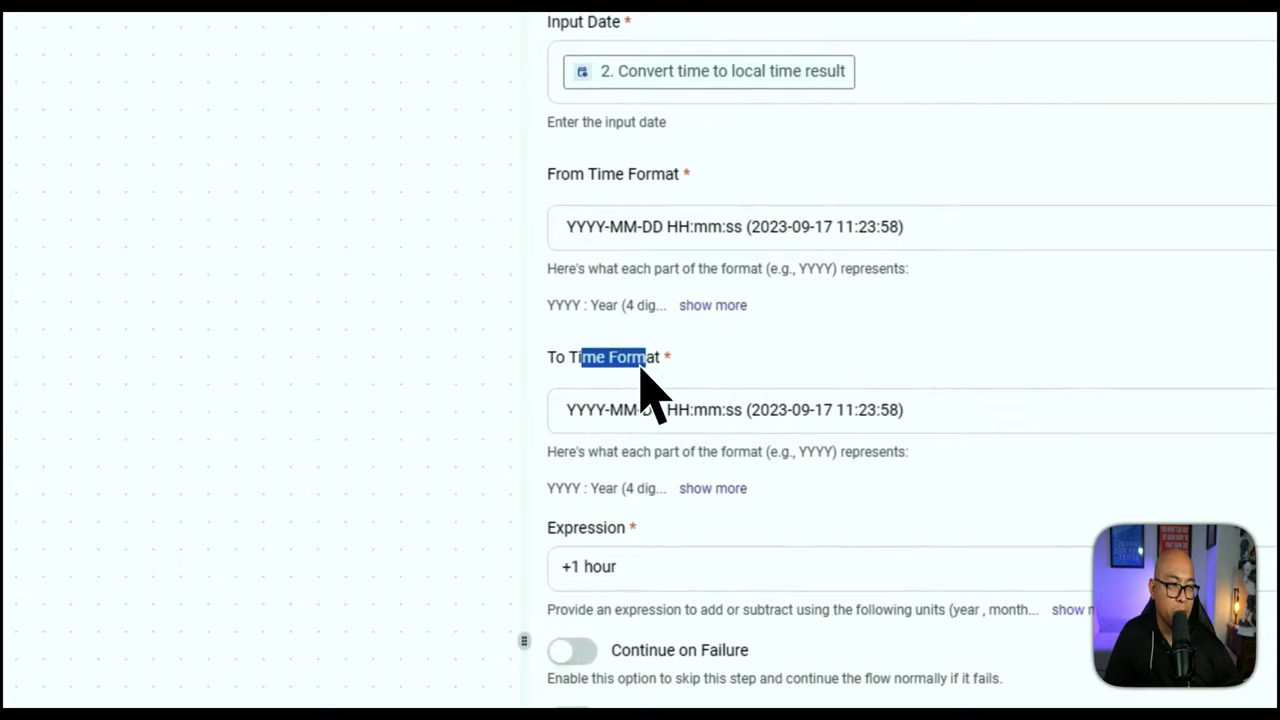 Input Date *
2. Convert time to local time result
Enter the input date
From Time Format *
YYYY-MM-DD HH:mm:ss (2023-09-17 11:23:58)
Here's what each part of the format (e.g., YYYY) represents:
YYYY : Year (4 dig... show more
To Time Format *
YYYY-MM-DD HH:mm:ss (2023-09-17 11:23:58)
Here's what each part of the format (e.g., YYYY) represents:
YYYY : Year (4 dig... show more
Expression *
+1 hour
Provide an expression to add or subtract using the following units (year , month... show
Continue on Failure
Enable this option to skip this step and continue the flow normally if it fails.